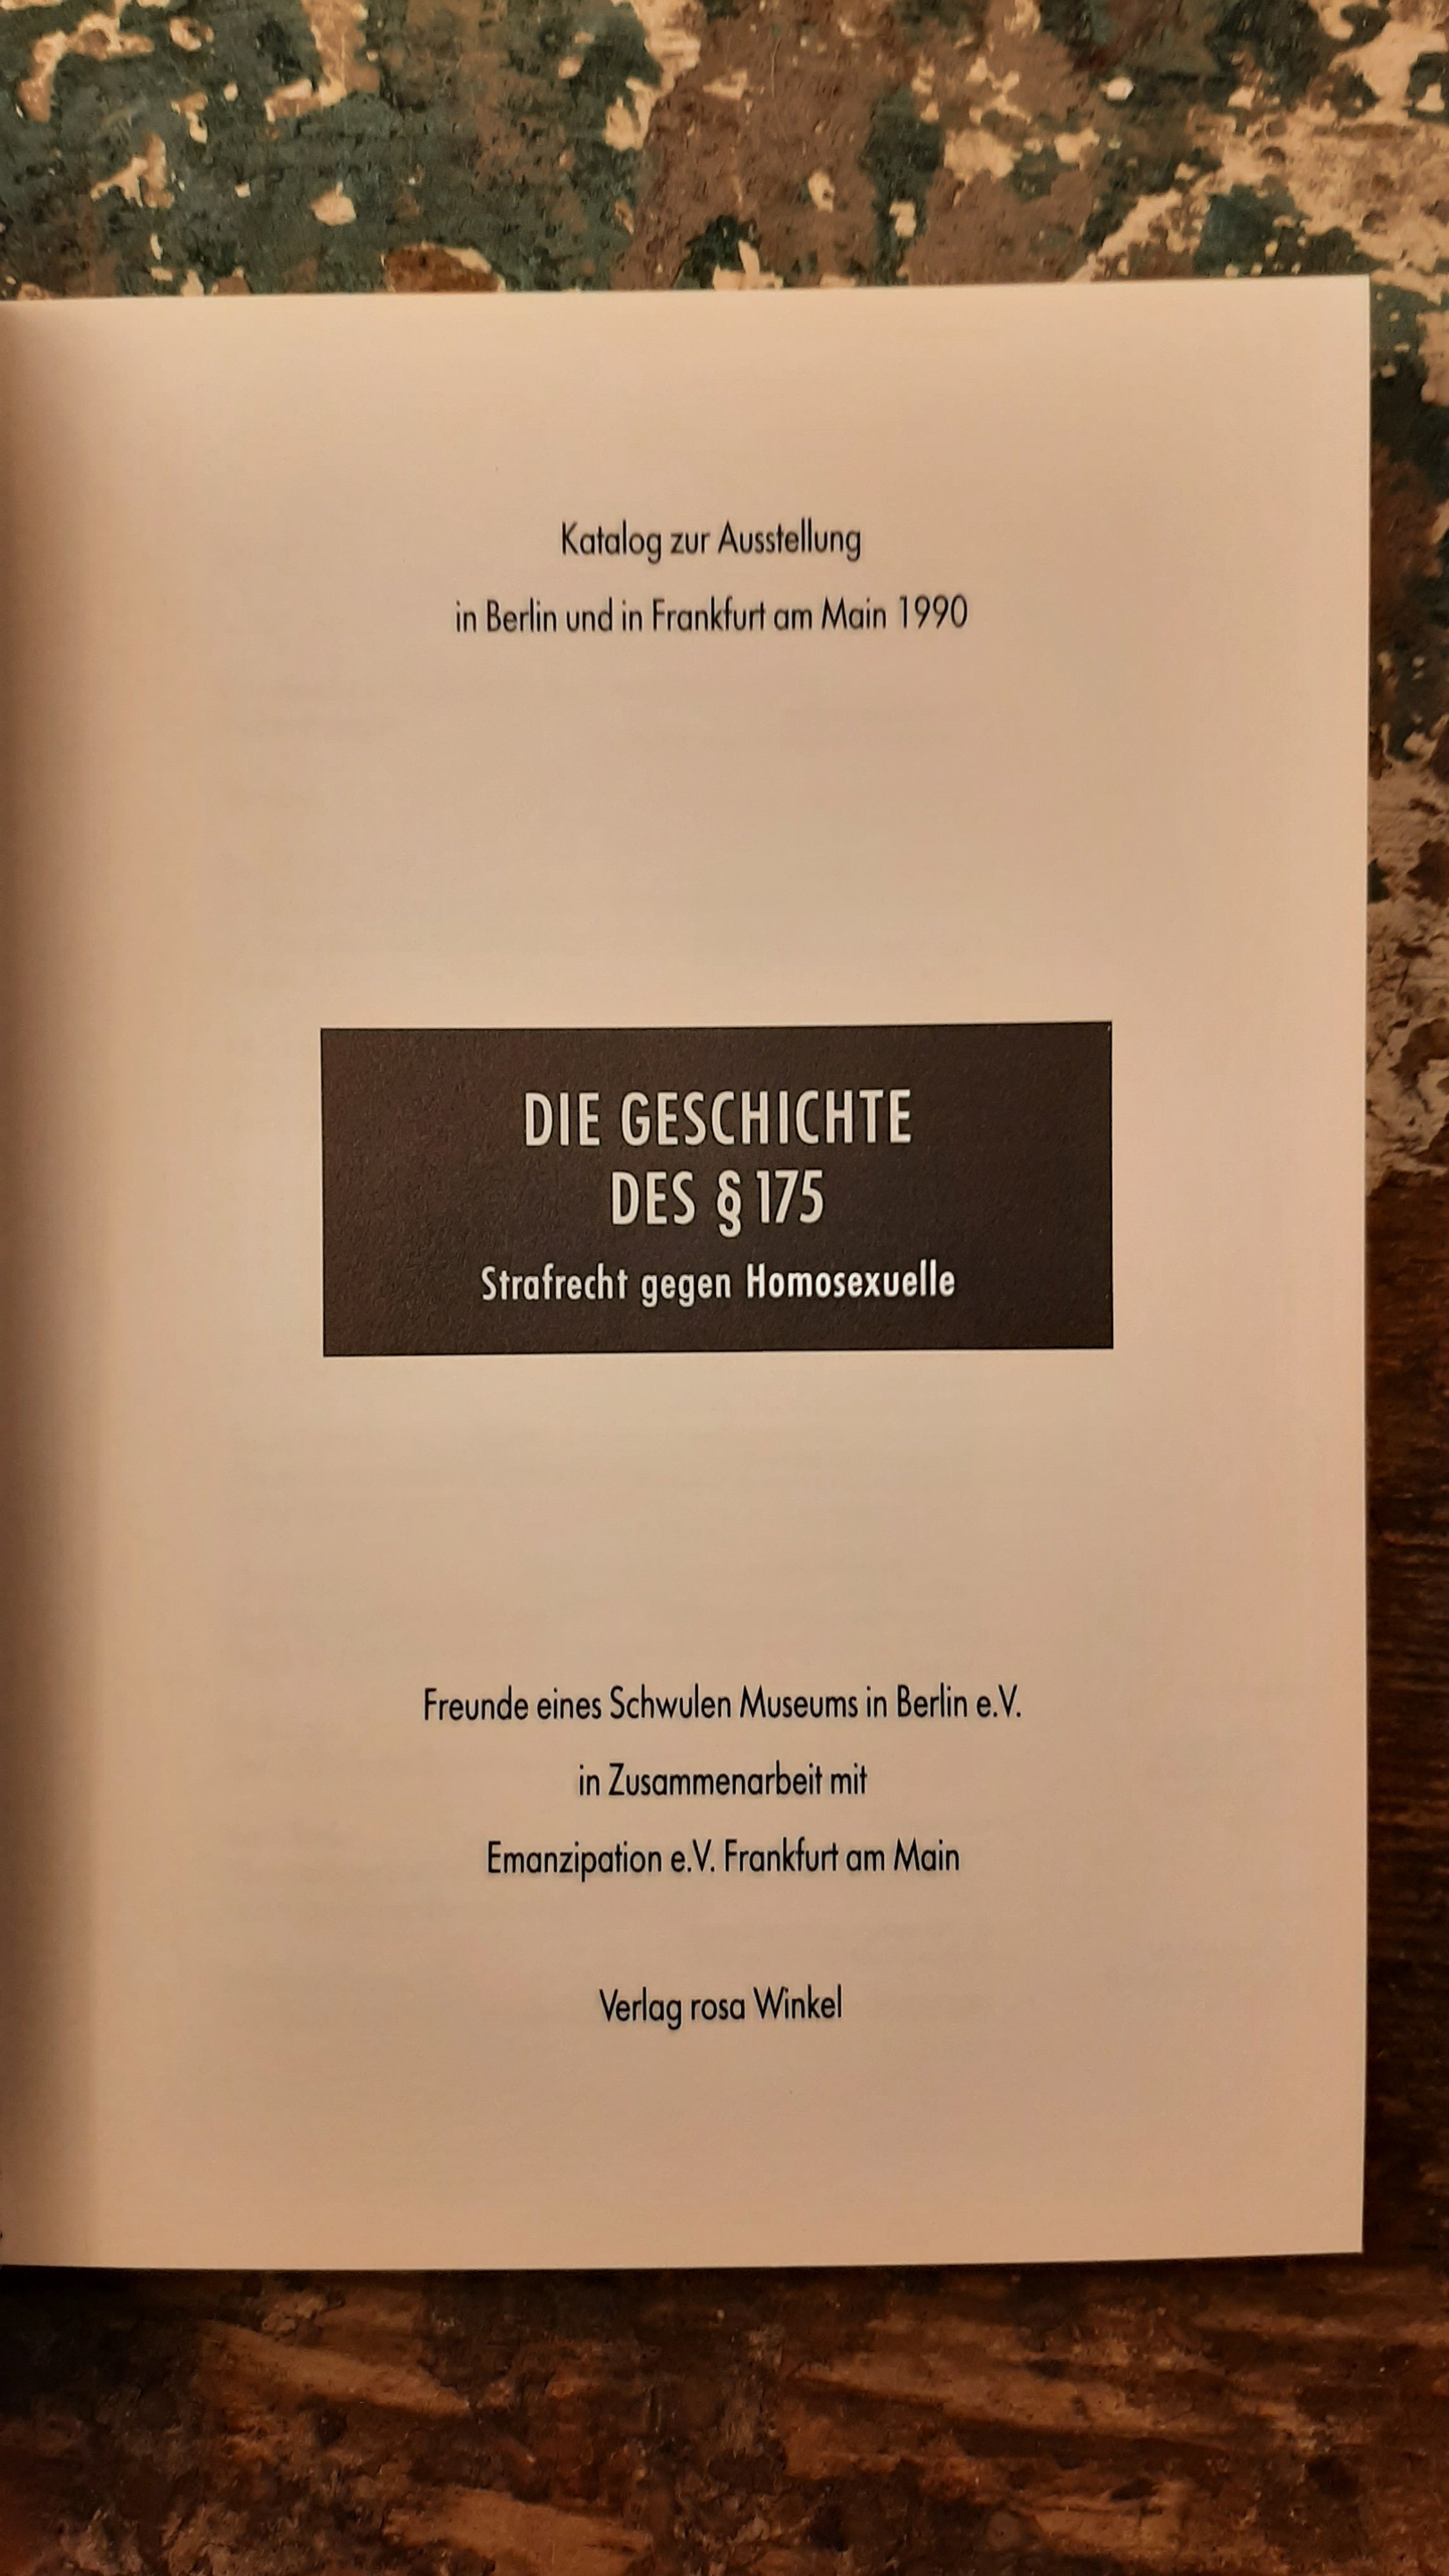 Katalog zur Ausstellung
in Berlin und in Frankfurt am Main 1990
DIE GESCHICHTE
DES § 175
Strafrecht gegen Homosexuelle
Freunde eines Schwulen Museums in Berlin e.V.
in Zusammenarbeit mit
Emanzipation e.V. Frankfurt am Main
Verlag rosa Winkel